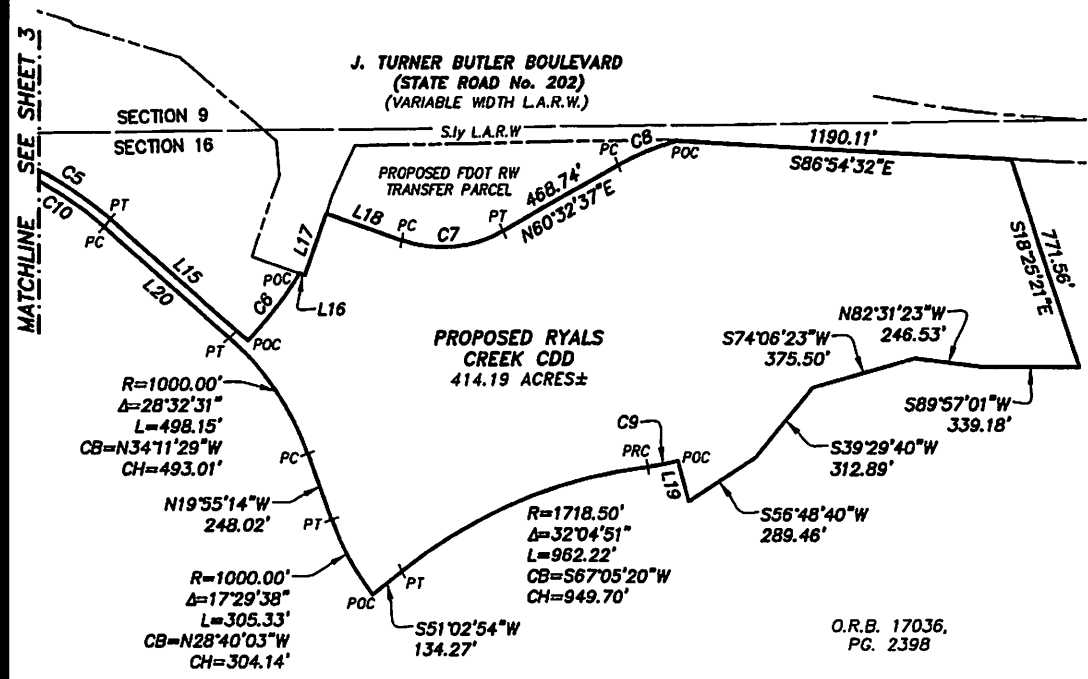 MATCHLINE SEE SHEET 3
J. TURNER BUTLER BOULEVARD
(STATE ROAD No. 202)
(VARIABLE WIDTH L.A.R.W.)
SECTION 9
SECTION 16
S.ly L.A.R.W
PROPOSED FDOT RW
TRANSFER PARCEL
C8
PC
POC
1190.11'
S86°54'32"E
468.74'
N60°32'37"E
C5
C10
PT
PC
L15
L20
L17
L18
PC
C7
PT
POC
L16
C6
POC
PT
771.56'
S18°25'21"E
PROPOSED RYALS
CREEK CDD
414.19 ACRES±
N82°31'23"W
246.53'
S74°06'23"W
375.50'
S89°57'01"W
339.18'
S39°29'40"W
312.89'
S56°48'40"W
289.46'
C9
PRC
POC
L19
R=1000.00'
Δ=28°32'31"
L=498.15'
CB=N34°11'29"W
CH=493.01'
PC
N19°55'14"W
248.02'
PT
R=1000.00'
Δ=17°29'38"
L=305.33'
CB=N28°40'03"W
CH=304.14'
POC
PT
S51°02'54"W
134.27'
R=1718.50'
Δ=32°04'51"
L=962.22'
CB=S67°05'20"W
CH=949.70'
O.R.B. 17036,
PG. 2398